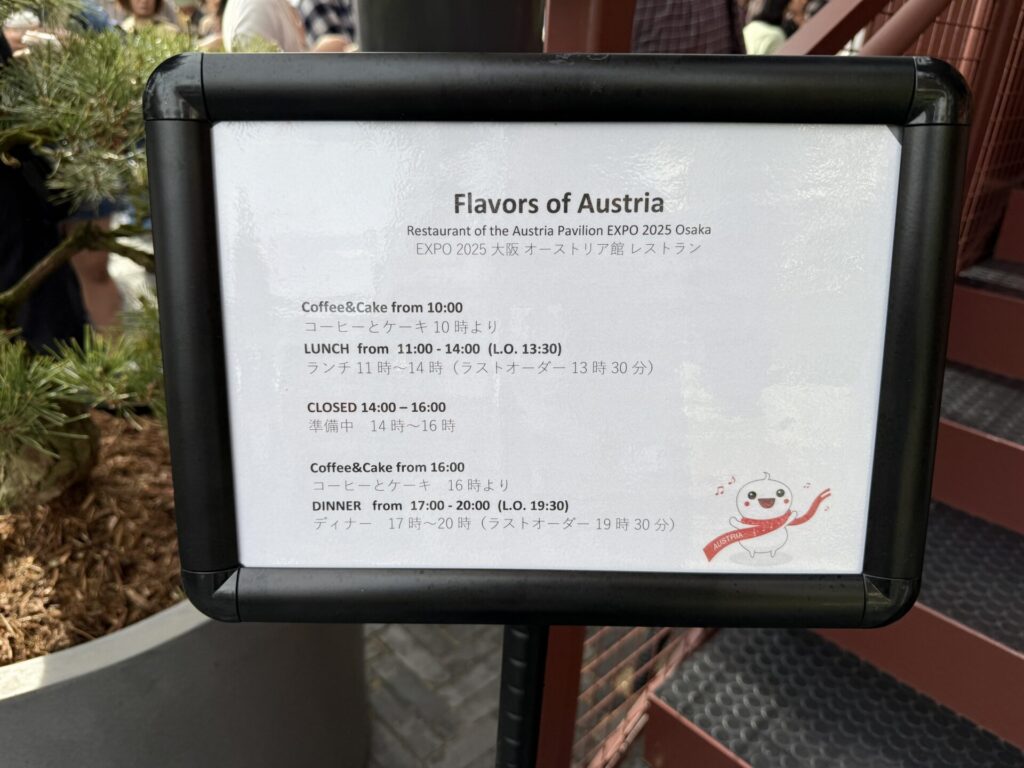 Flavors of Austria
Restaurant of the Austria Pavilion EXPO 2025 Osaka
EXPO 2025 大阪 オーストリア館 レストラン
Coffee&Cake from 10:00
コーヒーとケーキ 10 時より
LUNCH from 11:00 - 14:00 (L.O. 13:30)
ランチ 11 時～14 時（ラストオーダー 13 時 30 分）
CLOSED 14:00 – 16:00
準備中 14 時～16 時
Coffee&Cake from 16:00
コーヒーとケーキ 16 時より
DINNER from 17:00 - 20:00 (L.O. 19:30)
ディナー 17 時～20 時（ラストオーダー 19 時 30 分）
AUSTRIA